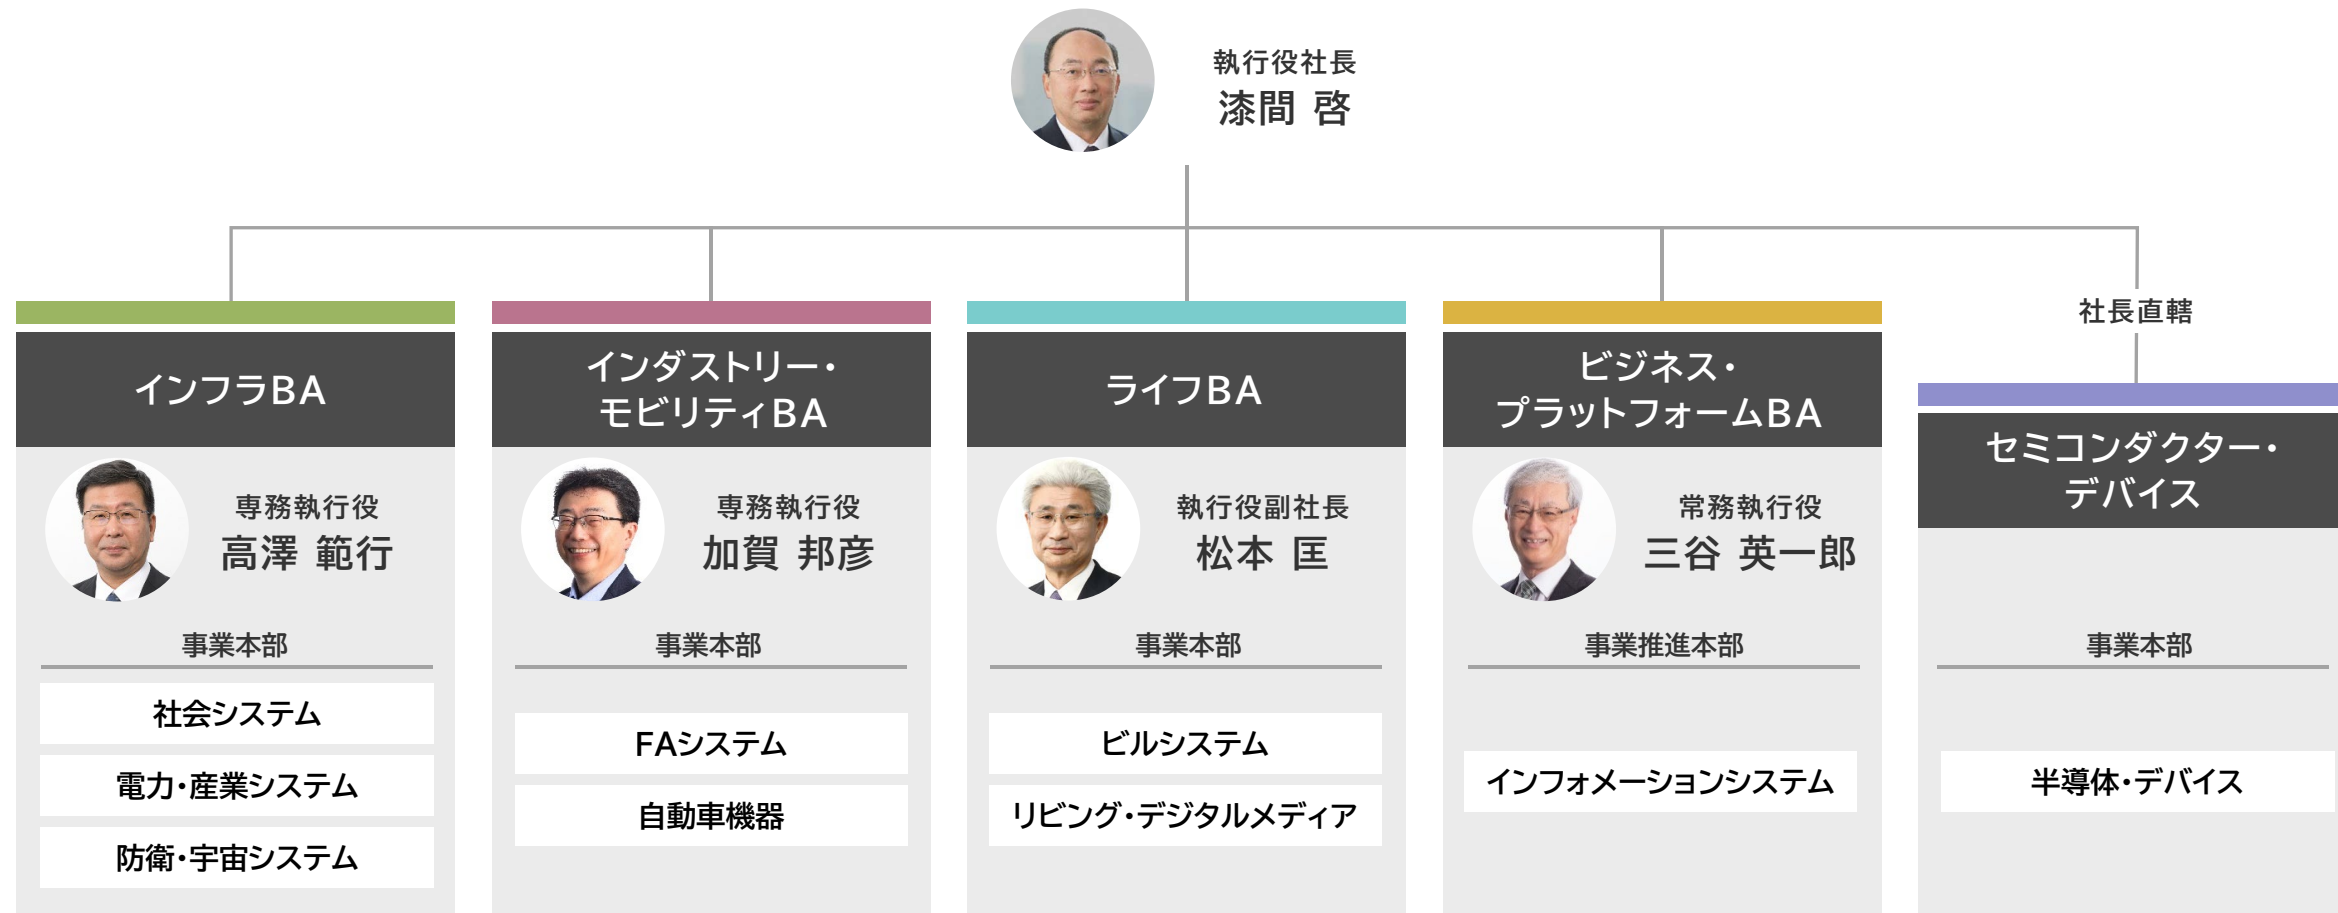 執行役社長
漆間 啓
インフラBA
専務執行役
高澤 範行
事業本部
社会システム
電力・産業システム
防衛・宇宙システム
インダストリー・
モビリティBA
専務執行役
加賀 邦彦
事業本部
FAシステム
自動車機器
ライフBA
執行役副社長
松本 匡
事業本部
ビルシステム
リビング・デジタルメディア
ビジネス・
プラットフォームBA
常務執行役
三谷 英一郎
事業推進本部
インフォメーションシステム
社長直轄
セミコンダクター・
デバイス
事業本部
半導体・デバイス